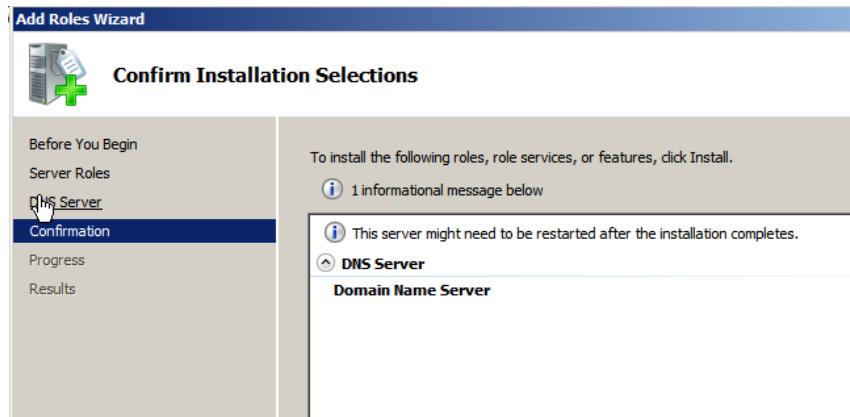 Add Roles Wizard
Confirm Installation Selections
Before You Begin
Server Roles
DNS Server
Confirmation
Progress
Results
To install the following roles, role services, or features, click Install.
1 informational message below
This server might need to be restarted after the installation completes.
DNS Server
Domain Name Server